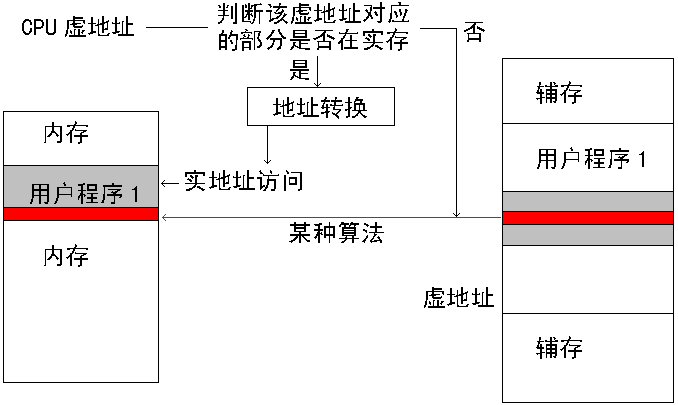 CPU 虚地址
判断该虚地址对应
的部分是否在实存
否
是
地址转换
内存
用户程序 1
实地址访问
内存
某种算法
辅存
用户程序 1
虚地址
辅存